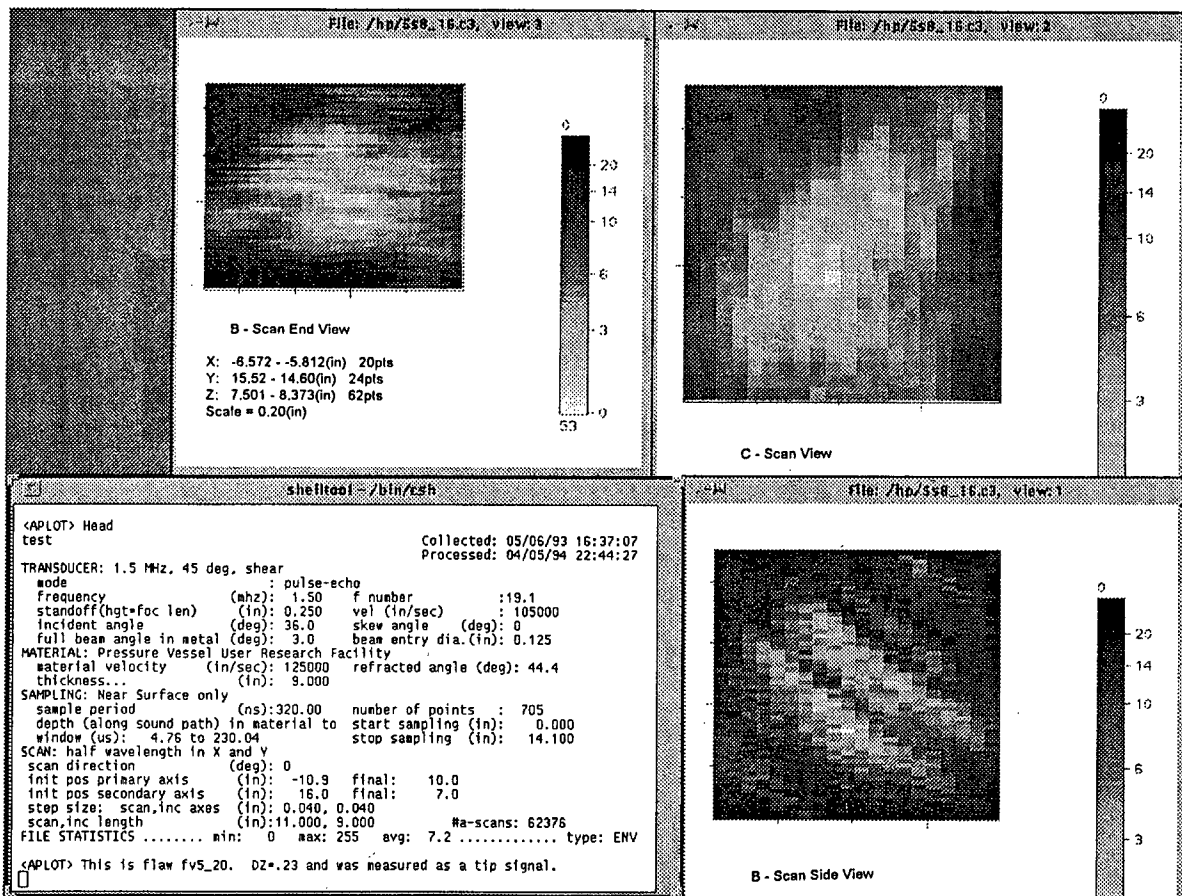 File: /hp/5s8_16.c3, view: 3
0
20
14
10
6
3
0
53
B - Scan End View
X: -6.572 - -5.812(in) 20pts
Y: 15.52 - 14.60(in) 24pts
Z: 7.501 - 8.373(in) 62pts
Scale = 0.20(in)
File: /hp/5s8_16.c3, view: 2
0
20
14
10
6
3
C - Scan View
shelltool - /bin/csh
<APLOT> Head
test
Collected: 05/06/93 16:37:07
Processed: 04/05/94 22:44:27
TRANSDUCER: 1.5 MHz, 45 deg, shear
mode : pulse-echo
frequency (mhz): 1.50 f number :19.1
standoff(hgt*foc len) (in): 0.250 vel (in/sec) : 105000
incident angle (deg): 36.0 skew angle (deg): 0
full beam angle in metal (deg): 3.0 beam entry dia.(in): 0.125
MATERIAL: Pressure Vessel User Research Facility
material velocity (in/sec): 125000 refracted angle (deg): 44.4
thickness... (in): 9.000
SAMPLING: Near Surface only
sample period (ns):320.00 number of points : 705
depth (along sound path) in material to start sampling (in): 0.000
window (us): 4.76 to 230.04 stop sampling (in): 14.100
SCAN: half wavelength in X and Y
scan direction (deg): 0
init pos primary axis (in): -10.9 final: 10.0
init pos secondary axis (in): 16.0 final: 7.0
step size: scan,inc axes (in): 0.040, 0.040
scan,inc length (in):11.000, 9.000 #a-scans: 62376
FILE STATISTICS ........ min: 0 max: 255 avg: 7.2 ............. type: ENV
<APLOT> This is flaw fv5_20. DZ=.23 and was measured as a tip signal.
File: /hp/5s8_16.c3, view: 1
0
20
14
10
6
3
B - Scan Side View